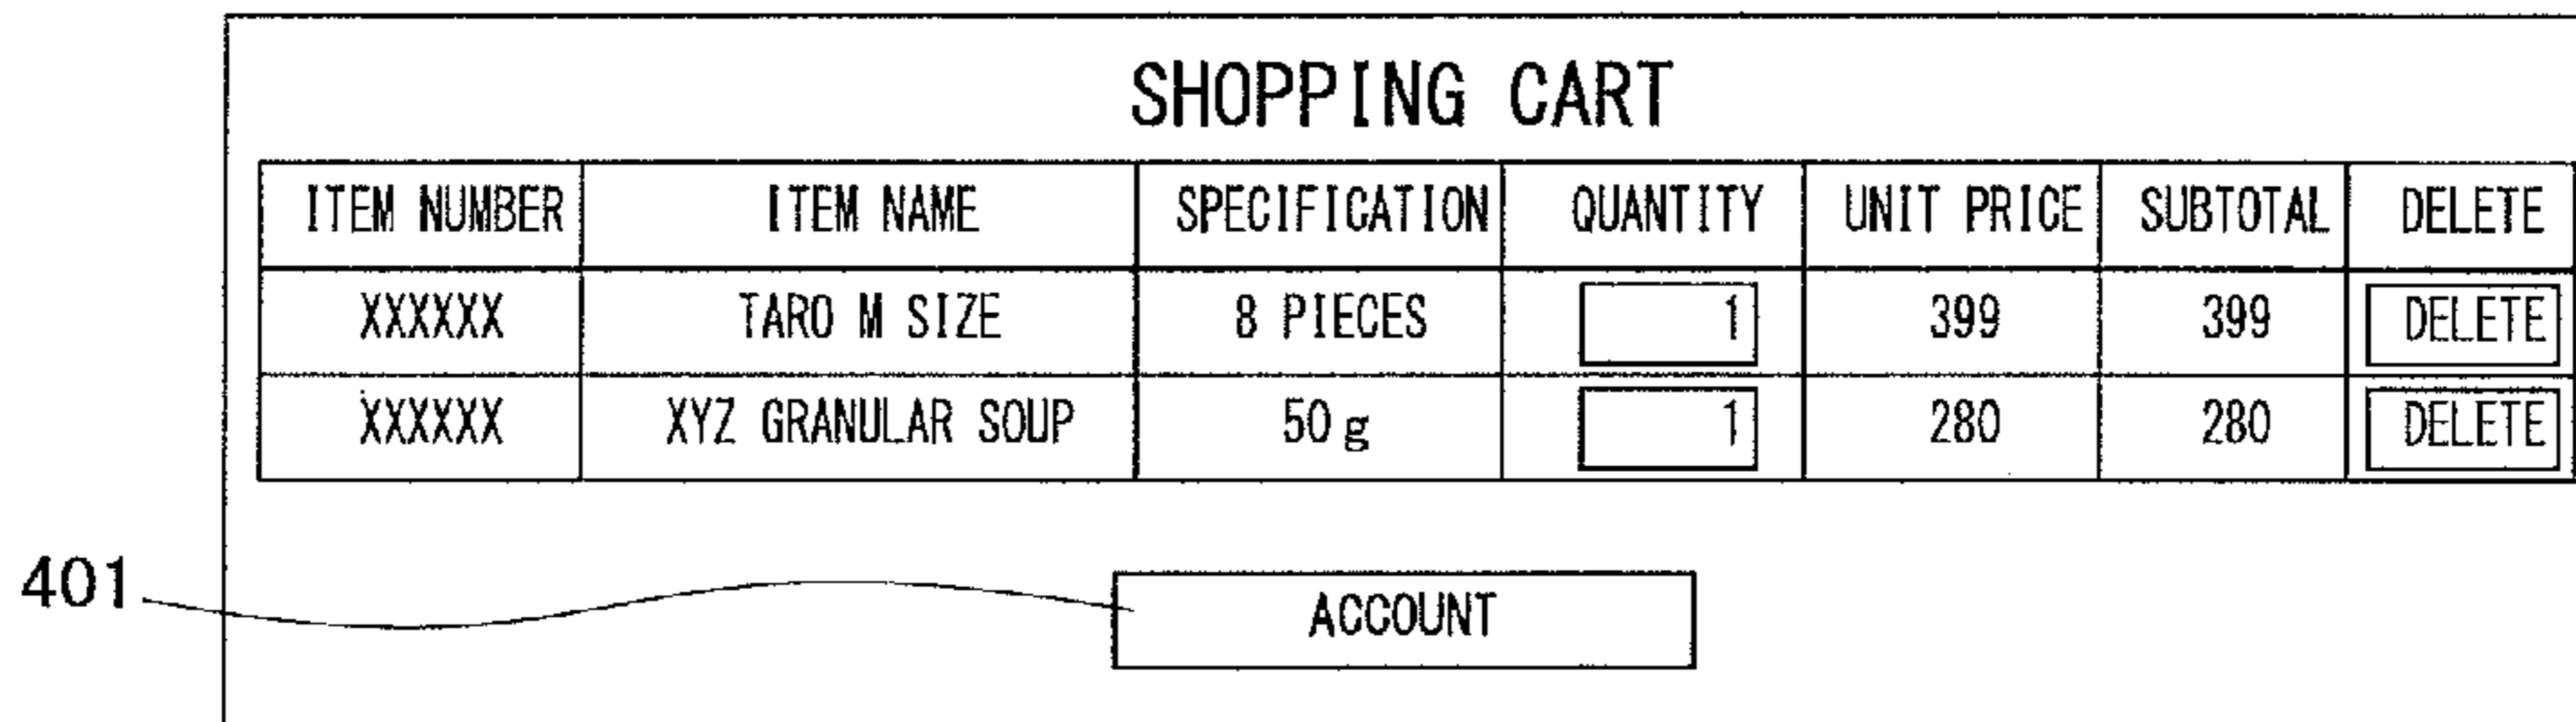 SHOPPING CART
ITEM NUMBER ITEM NAME SPECIFICATION QUANTITY UNIT PRICE SUBTOTAL DELETE
XXXXXX TARO M SIZE 8 PIECES 1 399 399 DELETE
XXXXXX XYZ GRANULAR SOUP 50 g 1 280 280 DELETE
401 ACCOUNT